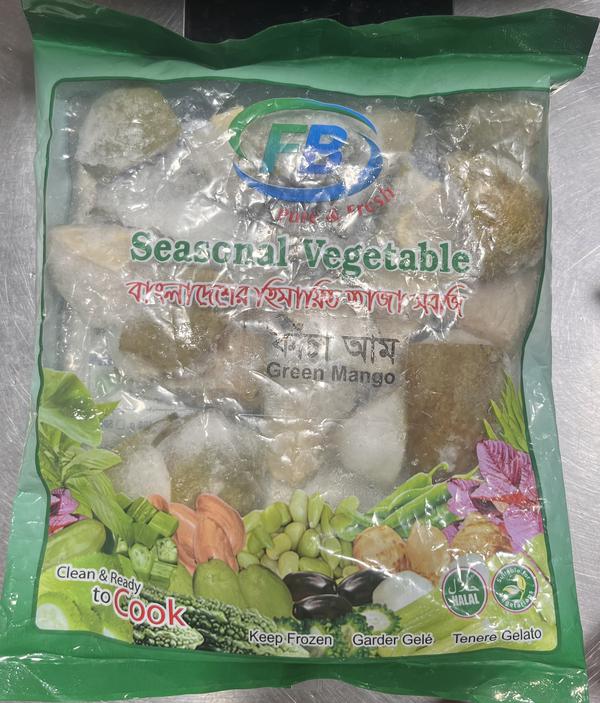 FB
Pure & Fresh
Seasonal Vegetable
বাংলাদেশের হিমায়িত তাজা সবজি
কাঁচা আম
Green Mango
Clean & Ready
to Cook
HALAL
Keep Frozen
Garder Gelé
Tenere Gelato